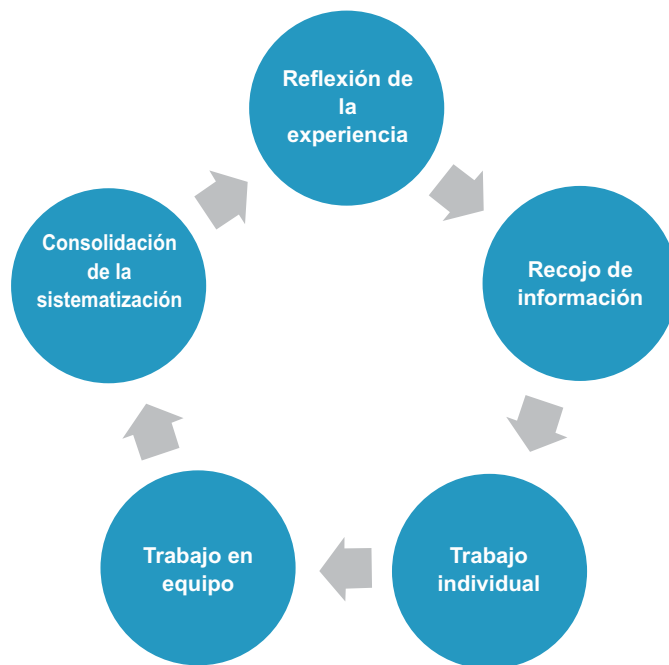 Reflexión de
la
experiencia
Recojo de
información
Trabajo
individual
Trabajo en
equipo
Consolidación
de la
sistematización